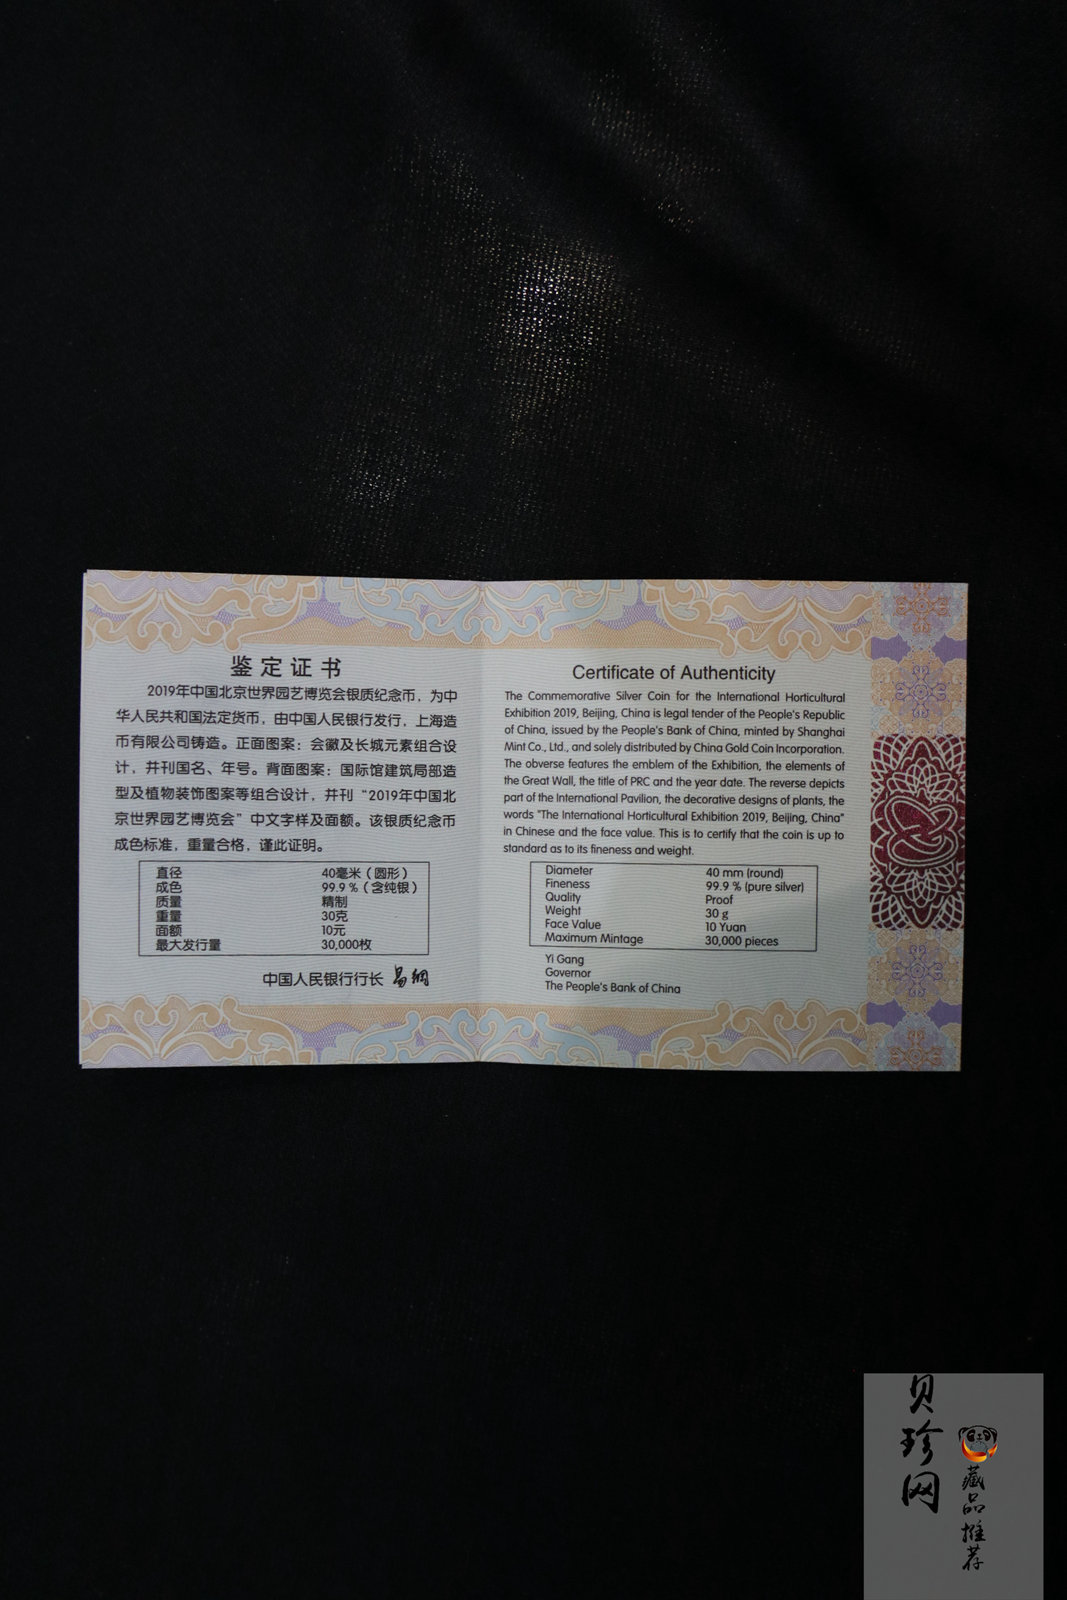 鉴定证书
2019年中国北京世界园艺博览会银质纪念币，为中
华人民共和国法定货币，由中国人民银行发行，上海造
币有限公司铸造。正面图案：会徽及长城元素组合设
计，并刊国名、年号。背面图案：国际馆建筑局部造
型及植物装饰图案等组合设计，并刊“2019年中国北
京世界园艺博览会”中文字样及面额。该银质纪念币
成色标准，重量合格，谨此证明。
直径 40毫米（圆形）
成色 99.9%（含纯银）
质量 精制
重量 30克
面额 10元
最大发行量 30,000枚
中国人民银行行长 易纲
Certificate of Authenticity
The Commemorative Silver Coin for the International Horticultural
Exhibition 2019, Beijing, China is legal tender of the People's Republic
of China, issued by the People's Bank of China, minted by Shanghai
Mint Co., Ltd., and solely distributed by China Gold Coin Incorporation.
The obverse features the emblem of the Exhibition, the elements of
the Great Wall, the title of PRC and the year date. The reverse depicts
part of the International Pavilion, the decorative designs of plants, the
words "The International Horticultural Exhibition 2019, Beijing, China"
in Chinese and the face value. This is to certify that the coin is up to
standard as to its fineness and weight.
Diameter 40 mm (round)
Fineness 99.9 % (pure silver)
Quality Proof
Weight 30 g
Face Value 10 Yuan
Maximum Mintage 30,000 pieces
Yi Gang
Governor
The People's Bank of China
贝珍网
藏品推荐